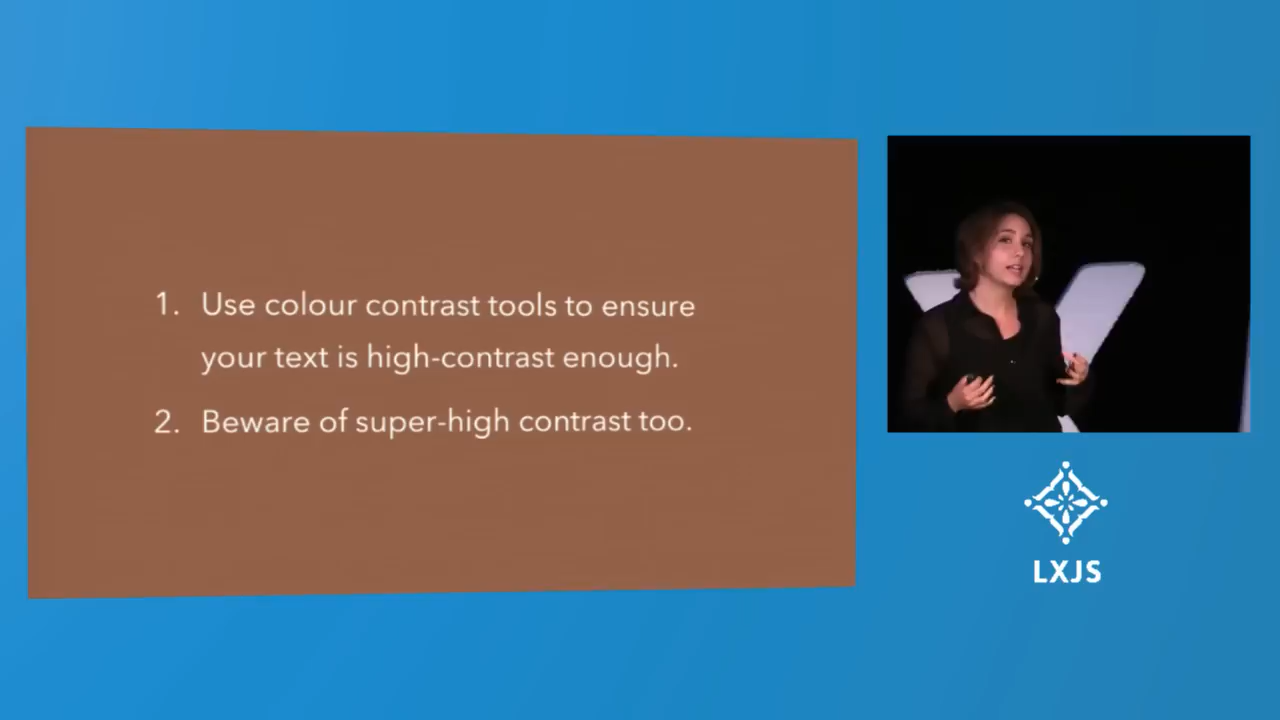 1. Use colour contrast tools to ensure
your text is high-contrast enough.
2. Beware of super-high contrast too.
LXJS